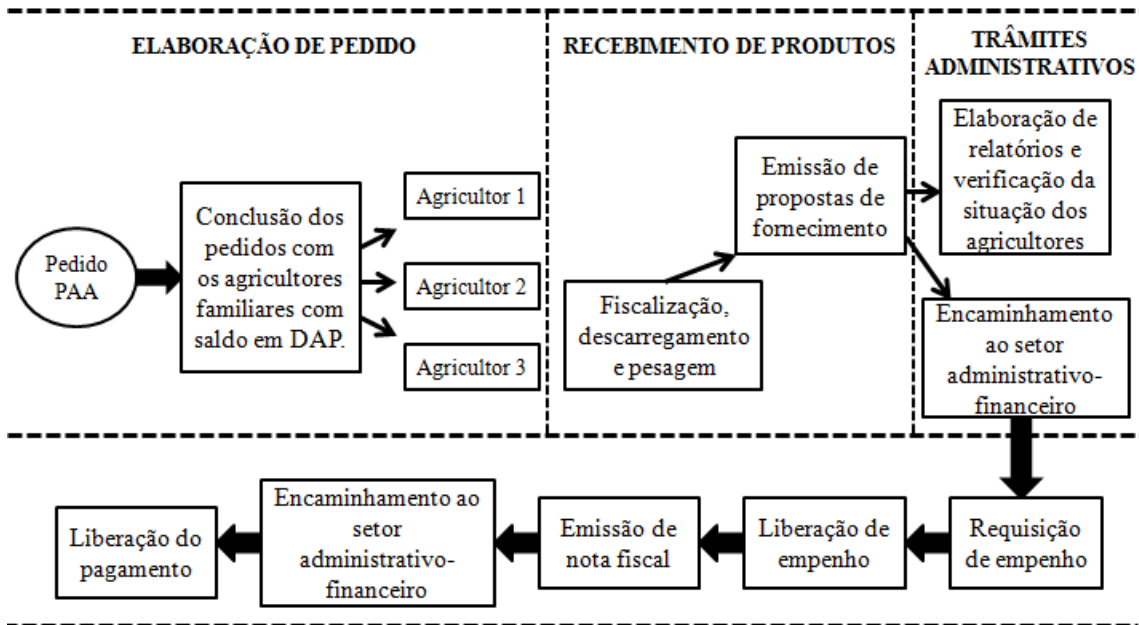 ELABORAÇÃO DE PEDIDO
RECEBIMENTO DE PRODUTOS
TRÂMITES
ADMINISTRATIVOS
Pedido
PAA
Conclusão dos
pedidos com
os agricultores
familiares com
saldo em DAP.
Agricultor 1
Agricultor 2
Agricultor 3
Fiscalização,
descarregamento
e pesagem
Emissão de
propostas de
fornecimento
Elaboração de
relatórios e
verificação da
situação dos
agricultores
Encaminhamento
ao setor
administrativo-
financeiro
Requisição
de empenho
Liberação de
empenho
Emissão de
nota fiscal
Encaminhamento ao
setor
administrativo-
financeiro
Liberação do
pagamento